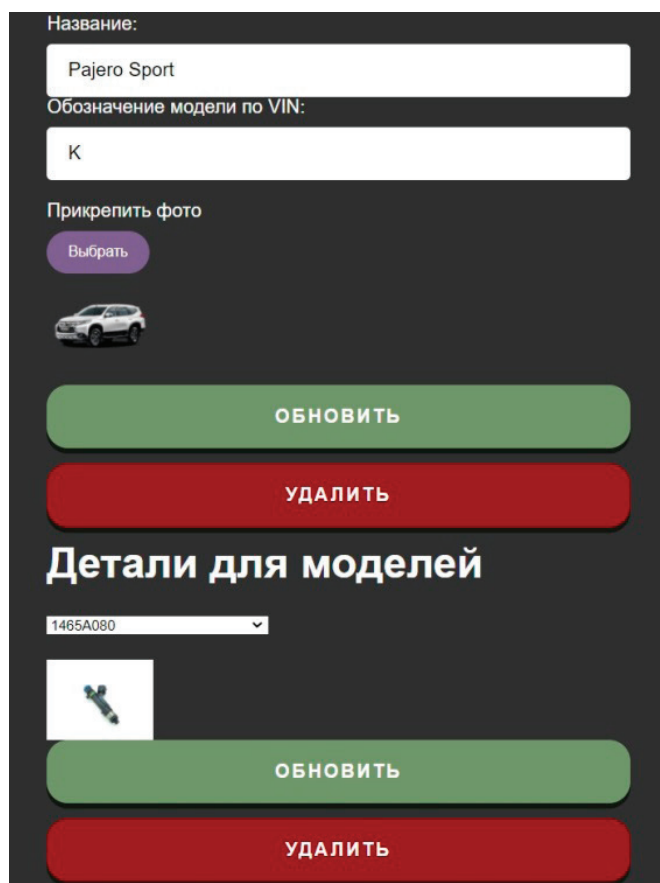 Название:
Pajero Sport
Обозначение модели по VIN:
K
Прикрепить фото
Выбрать
ОБНОВИТЬ
УДАЛИТЬ
Детали для моделей
1465A080
ОБНОВИТЬ
УДАЛИТЬ